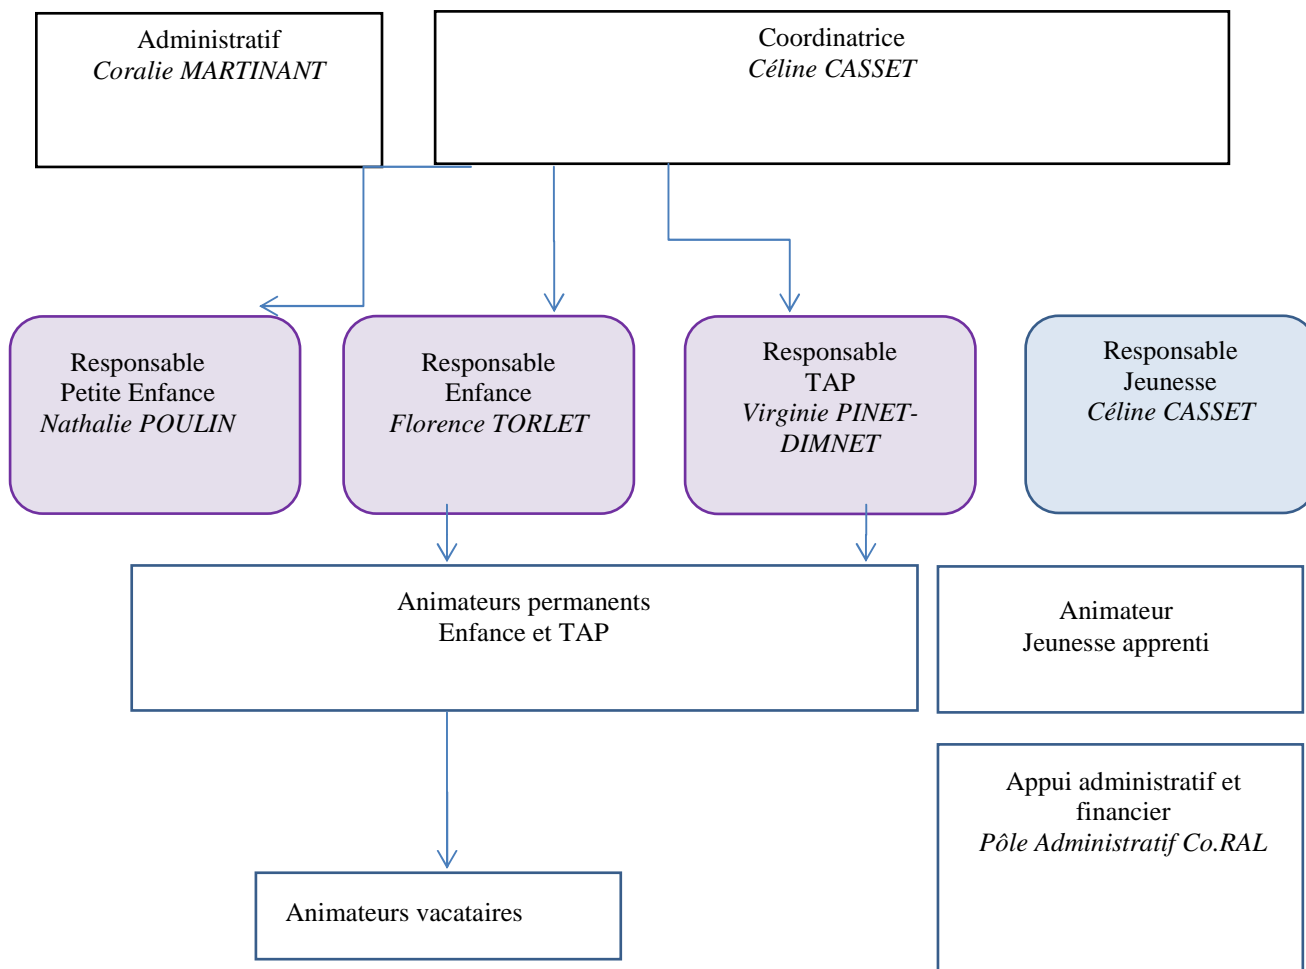 Administratif
Coralie MARTINANT
Coordinatrice
Céline CASSET
Responsable
Petite Enfance
Nathalie POULIN
Responsable
Enfance
Florence TORLET
Responsable
TAP
Virginie PINET-
DIMNET
Responsable
Jeunesse
Céline CASSET
Animateurs permanents
Enfance et TAP
Animateur
Jeunesse apprenti
Appui administratif et
financier
Pôle Administratif Co.RAL
Animateurs vacataires